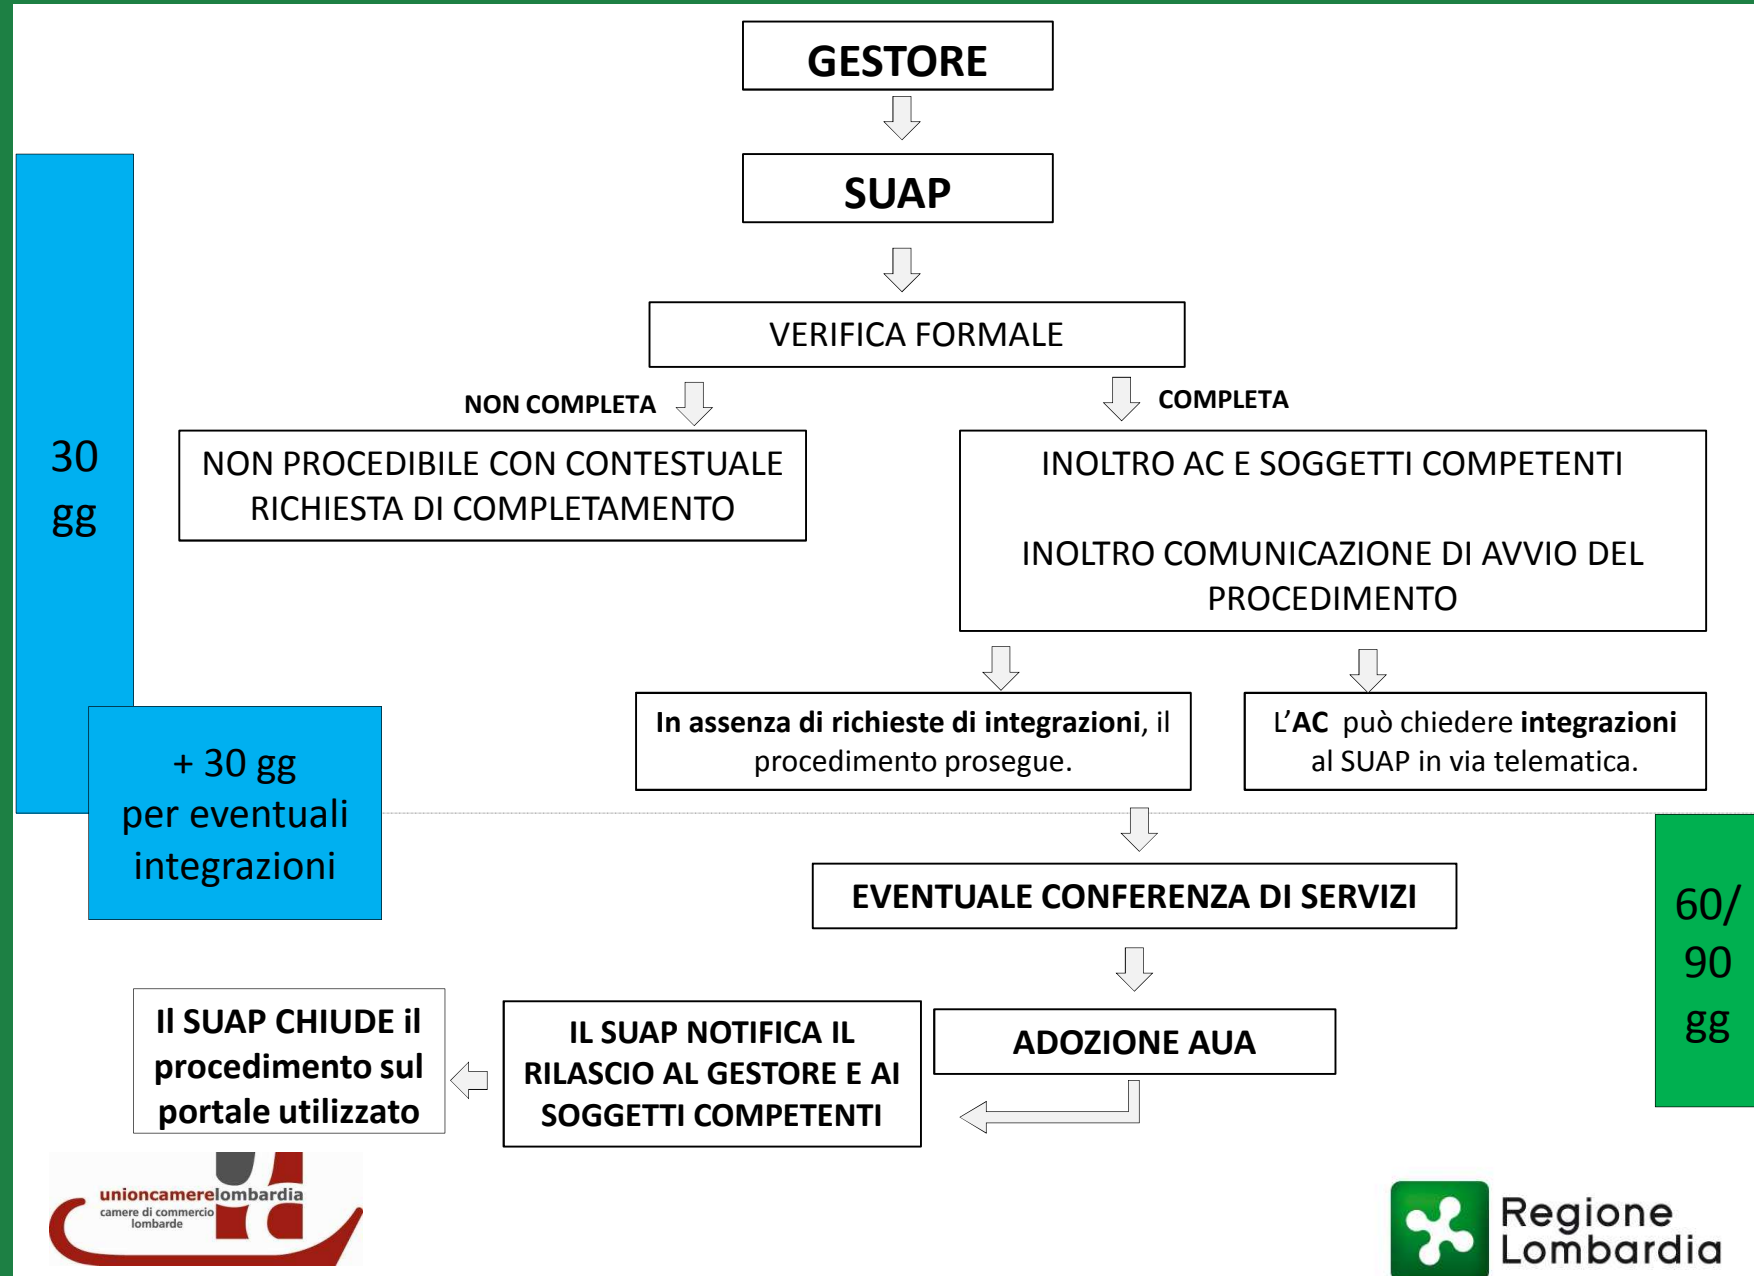 GESTORE
SUAP
VERIFICA FORMALE
NON COMPLETA
COMPLETA
NON PROCEDIBILE CON CONTESTUALE
RICHIESTA DI COMPLETAMENTO
INOLTRO AC E SOGGETTI COMPETENTI
INOLTRO COMUNICAZIONE DI AVVIO DEL
PROCEDIMENTO
30
gg
In assenza di richieste di integrazioni, il
procedimento prosegue.
L'AC può chiedere integrazioni
al SUAP in via telematica.
+ 30 gg
per eventuali
integrazioni
EVENTUALE CONFERENZA DI SERVIZI
60/
90
gg
ADOZIONE AUA
IL SUAP NOTIFICA IL
RILASCIO AL GESTORE E AI
SOGGETTI COMPETENTI
Il SUAP CHIUDE il
procedimento sul
portale utilizzato
unioncamerelombardia
camere di commercio
lombarde
Regione
Lombardia